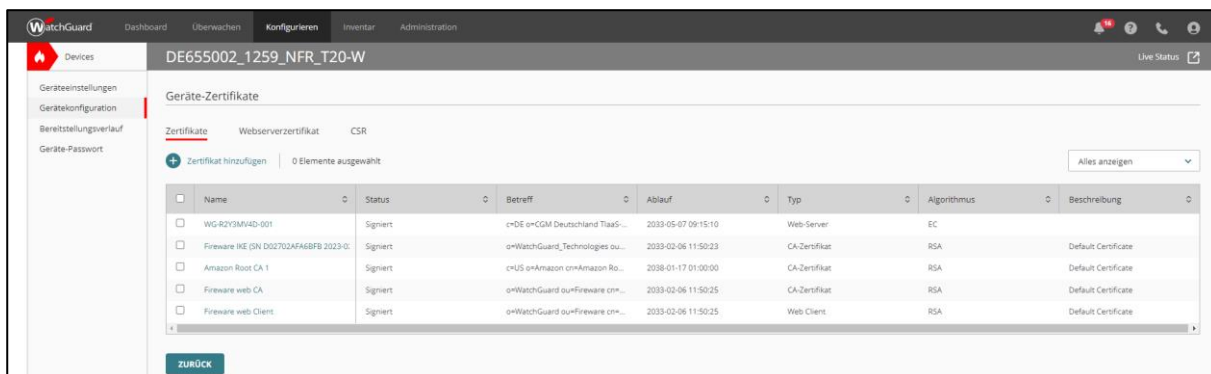 WatchGuard Dashboard Überwachen Konfigurieren Inventar Administration 16
Devices DE655002_1259_NFR_T20-W Live Status
Geräteeinstellungen
Gerätekonfiguration
Bereitstellungsverlauf
Geräte-Passwort
Geräte-Zertifikate
Zertifikate Webserverzertifikat CSR
Zertifikat hinzufügen 0 Elemente ausgewählt Alles anzeigen
Name Status Betreff Ablauf Typ Algorithmus Beschreibung
WG-R2Y3MV4D-001 Signiert c=DE o=CGM Deutschland TIaaS-... 2033-05-07 09:15:10 Web-Server EC
Fireware IKE (SN D02702AFA6BFB 2023-0: Signiert o=WatchGuard_Technologies ou... 2033-02-06 11:50:23 CA-Zertifikat RSA Default Certificate
Amazon Root CA 1 Signiert c=US o=Amazon cn=Amazon Ro... 2038-01-17 01:00:00 CA-Zertifikat RSA Default Certificate
Fireware web CA Signiert o=WatchGuard ou=Fireware cn=... 2033-02-06 11:50:25 CA-Zertifikat RSA Default Certificate
Fireware web Client Signiert o=WatchGuard ou=Fireware cn=... 2033-02-06 11:50:25 Web Client RSA Default Certificate
ZURÜCK